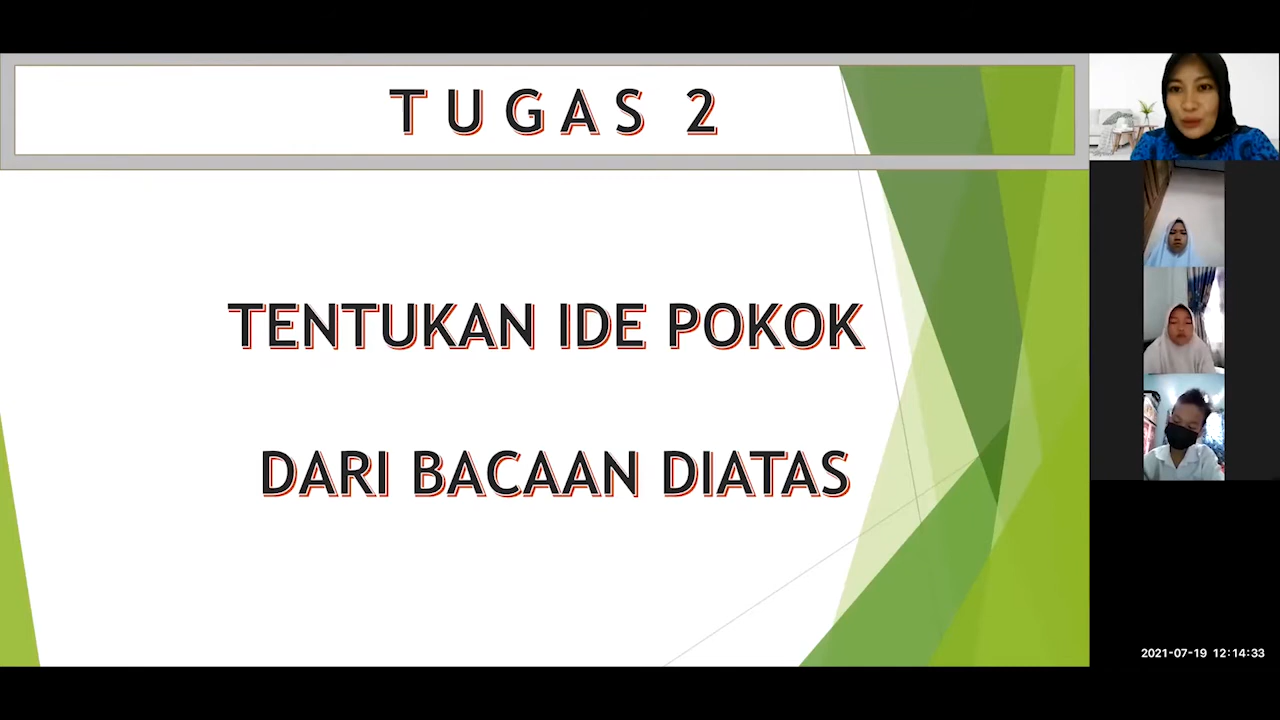 TUGAS 2
TENTUKAN IDE POKOK
DARI BACAAN DIATAS
2021-07-19 12:14:33